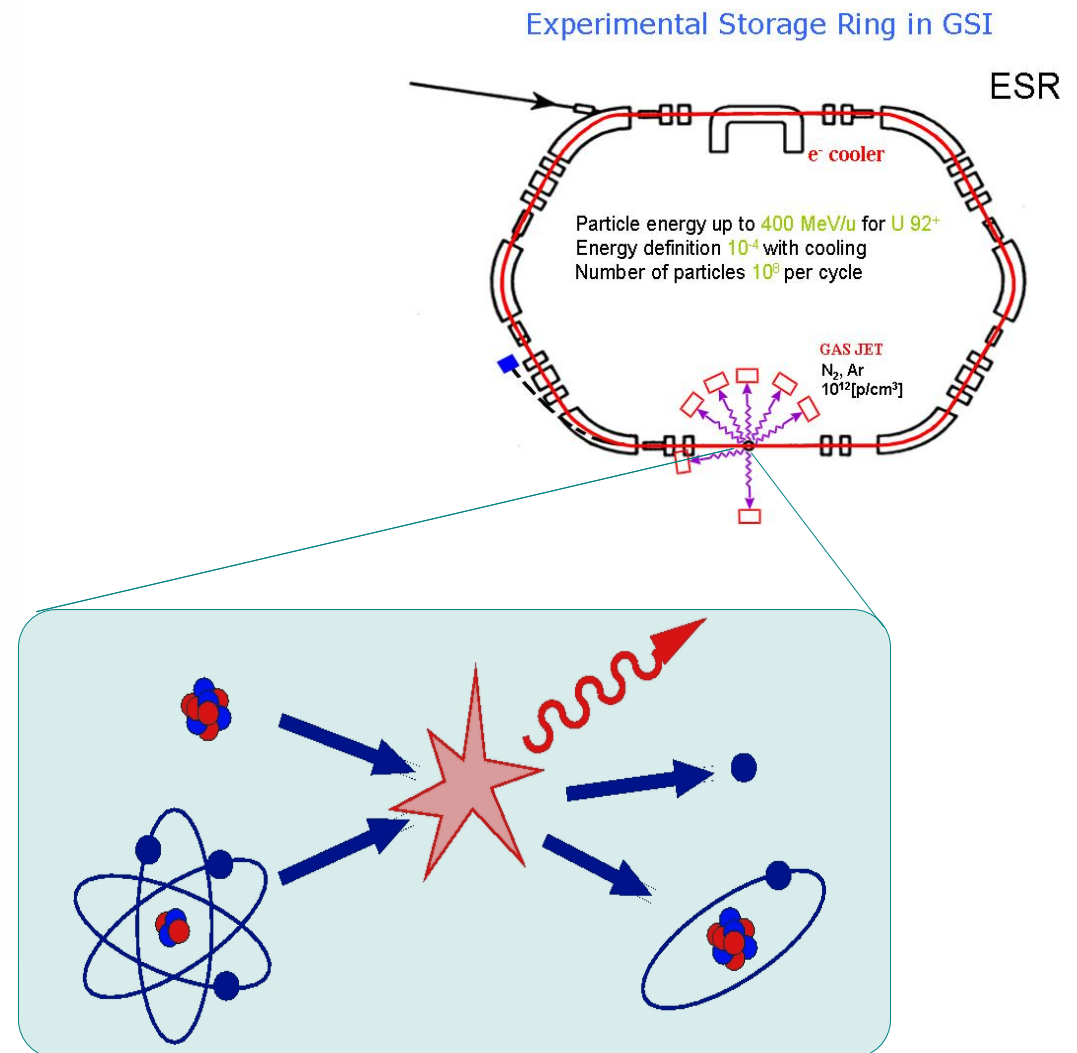 Experimental Storage Ring in GSI
ESR
e⁻ cooler
Particle energy up to 400 MeV/u for U 92⁺
Energy definition 10⁻⁴ with cooling
Number of particles 10⁸ per cycle
GAS JET
N₂, Ar
10¹²[p/cm³]